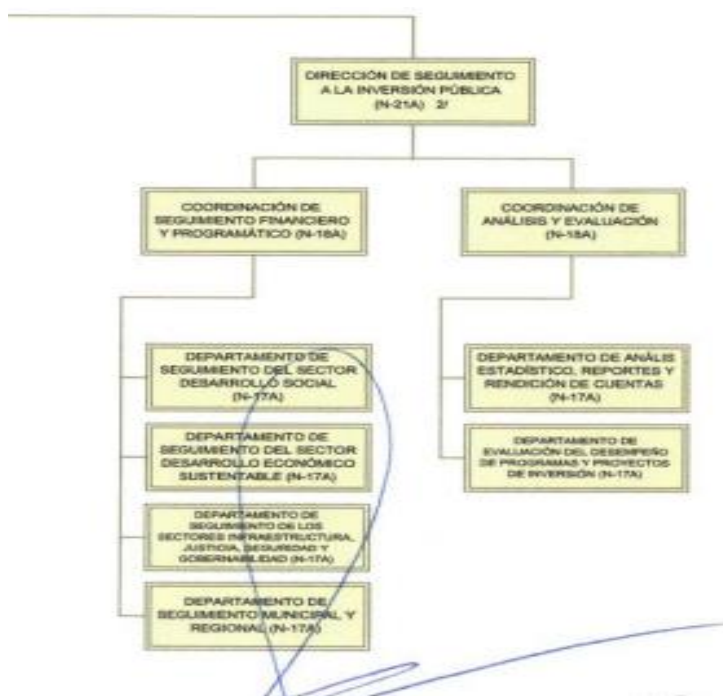 DIRECCIÓN DE SEGUIMIENTO
A LA INVERSIÓN PÚBLICA
(N-21A) 2/
COORDINACIÓN DE
SEGUIMIENTO FINANCIERO
Y PROGRAMÁTICO (N-18A)
COORDINACIÓN DE
ANÁLISIS Y EVALUACIÓN
(N-18A)
DEPARTAMENTO DE
SEGUIMIENTO DEL SECTOR
DESARROLLO SOCIAL
(N-17A)
DEPARTAMENTO DE
SEGUIMIENTO DEL SECTOR
DESARROLLO ECONÓMICO
SUSTENTABLE (N-17A)
DEPARTAMENTO DE
SEGUIMIENTO DE LOS
SECTORES INFRAESTRUCTURA,
JUSTICIA, SEGURIDAD Y
GOBERNABILIDAD (N-17A)
DEPARTAMENTO DE
SEGUIMIENTO MUNICIPAL Y
REGIONAL (N-17A)
DEPARTAMENTO DE ANÁLIS
ESTADÍSTICO, REPORTES Y
RENDICIÓN DE CUENTAS
(N-17A)
DEPARTAMENTO DE
EVALUACIÓN DEL DESEMPEÑO
DE PROGRAMAS Y PROYECTOS
DE INVERSIÓN (N-17A)